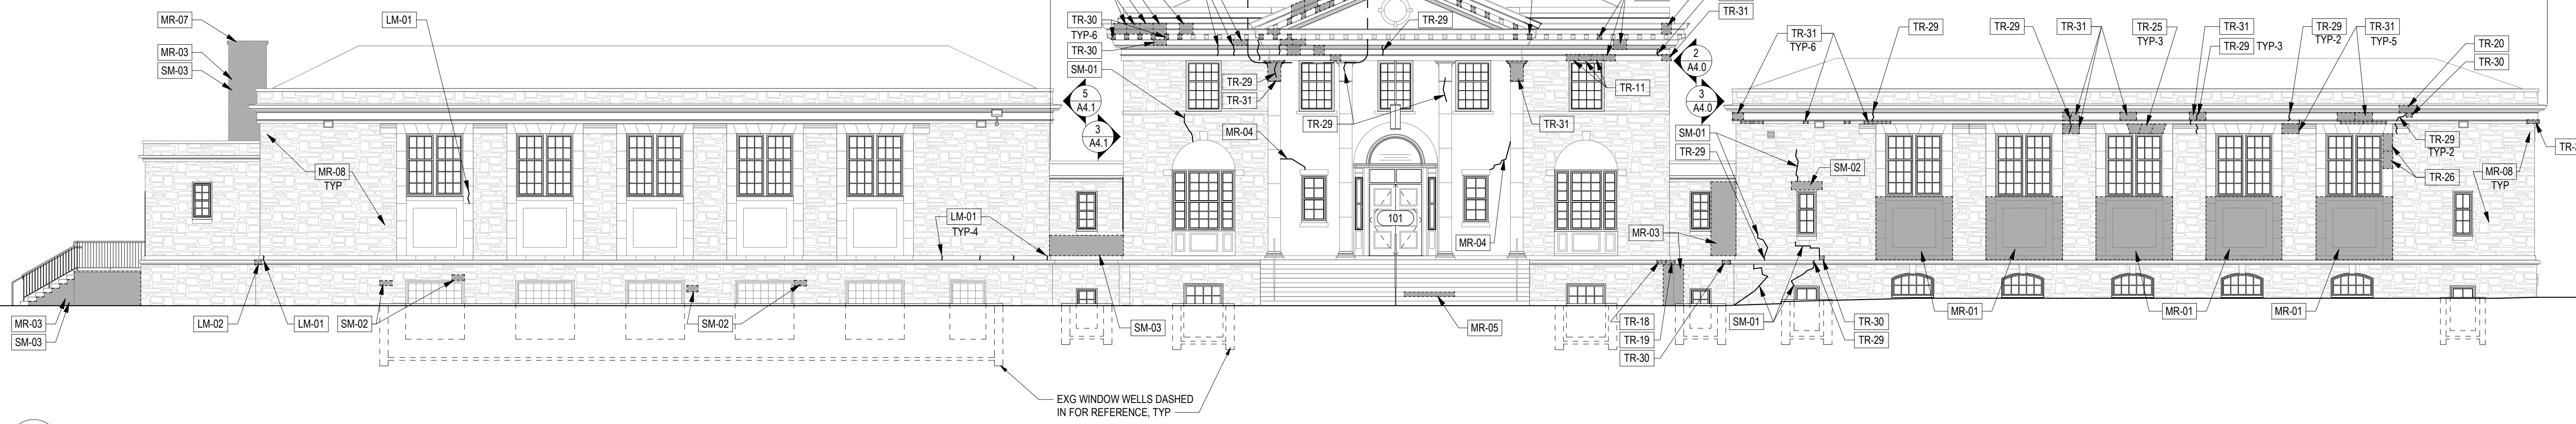 MR-07
LM-01
MR-03
SM-03
MR-08
TYP
TR-30
TYP-6
TR-30
SM-01
5
A4.1
3
A4.1
TR-29
TR-31
TR-29
TR-29
MR-04
101
MR-04
TR-31
TR-31
TR-11
2
A4.0
3
A4.0
TR-31
TYP-6
TR-29
TR-29
TR-31
TR-25
TYP-3
TR-31
TR-29 TYP-3
TR-29
TYP-2
TR-31
TYP-5
TR-20
TR-30
TR-29
TYP-2
TR-26
MR-08
TYP
SM-01
TR-29
SM-02
LM-01
TYP-4
MR-03
MR-03
SM-03
LM-02
LM-01
SM-02
SM-02
SM-03
MR-05
TR-18
TR-19
TR-30
SM-01
TR-30
TR-29
MR-01
MR-01
MR-01
EXG WINDOW WELLS DASHED
IN FOR REFERENCE, TYP